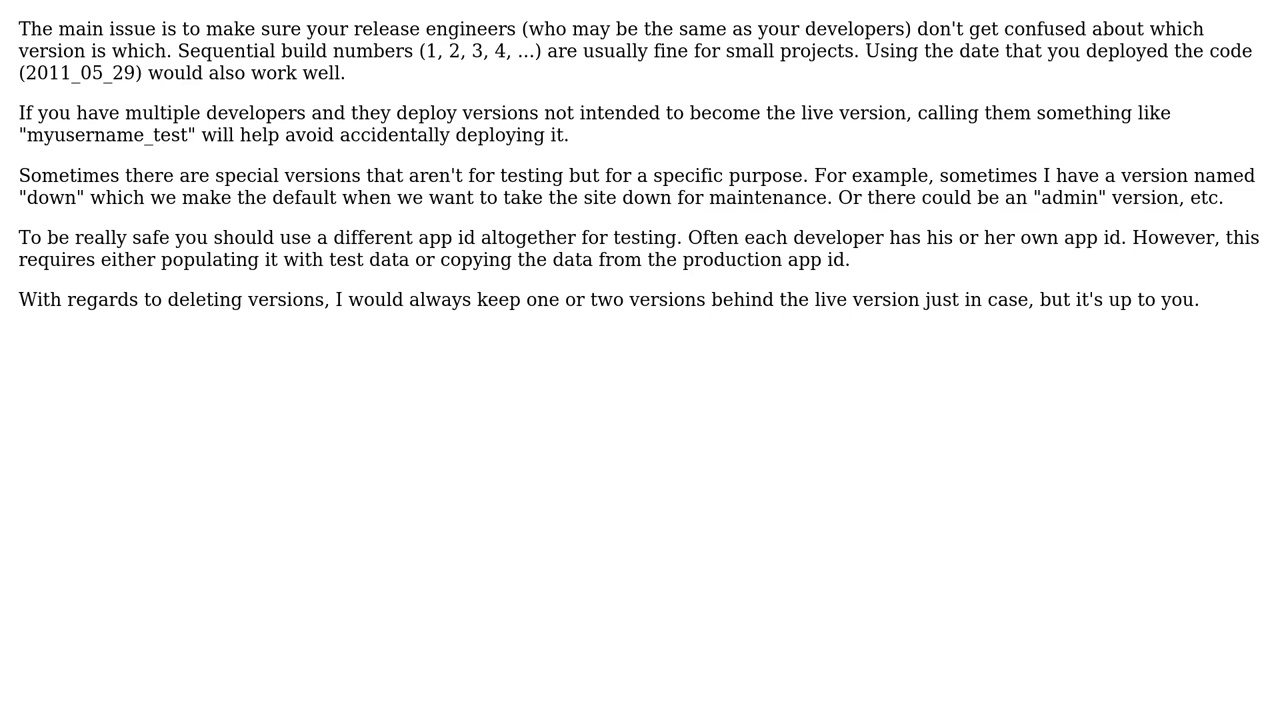 The main issue is to make sure your release engineers (who may be the same as your developers) don't get confused about which
version is which. Sequential build numbers (1, 2, 3, 4, ...) are usually fine for small projects. Using the date that you deployed the code
(2011_05_29) would also work well.
If you have multiple developers and they deploy versions not intended to become the live version, calling them something like
"myusername_test" will help avoid accidentally deploying it.
Sometimes there are special versions that aren't for testing but for a specific purpose. For example, sometimes I have a version named
"down" which we make the default when we want to take the site down for maintenance. Or there could be an "admin" version, etc.
To be really safe you should use a different app id altogether for testing. Often each developer has his or her own app id. However, this
requires either populating it with test data or copying the data from the production app id.
With regards to deleting versions, I would always keep one or two versions behind the live version just in case, but it's up to you.